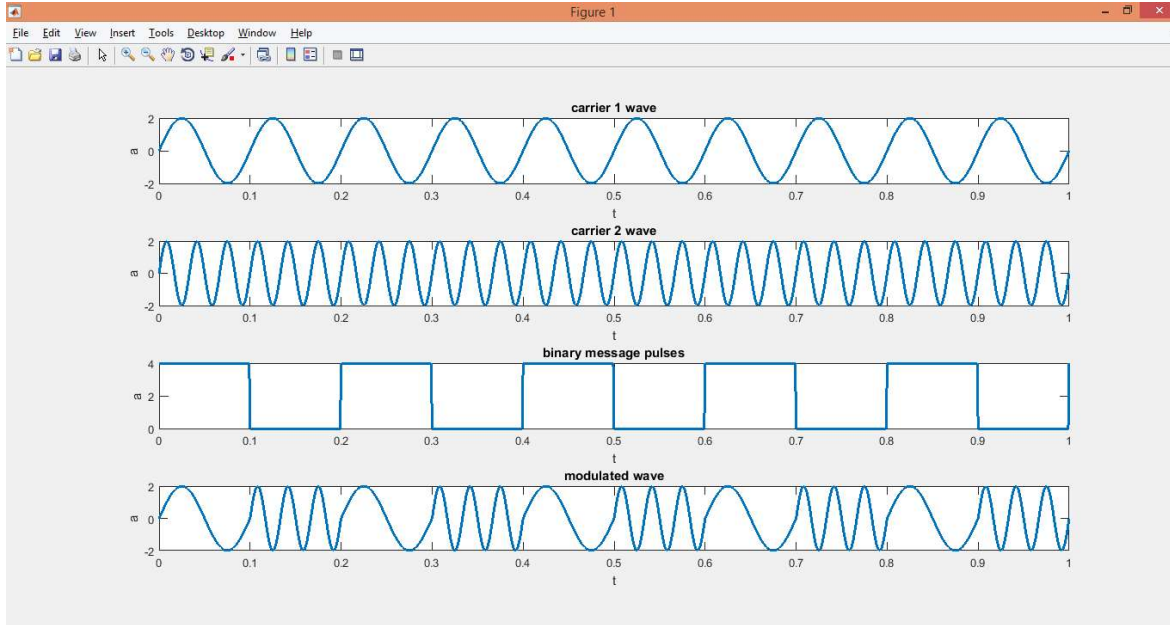 Figure 1
File Edit View Insert Tools Desktop Window Help
carrier 1 wave
2
0
-2
a
0 0.1 0.2 0.3 0.4 0.5 0.6 0.7 0.8 0.9 1
t
carrier 2 wave
2
0
-2
a
0 0.1 0.2 0.3 0.4 0.5 0.6 0.7 0.8 0.9 1
t
binary message pulses
4
2
0
a
0 0.1 0.2 0.3 0.4 0.5 0.6 0.7 0.8 0.9 1
t
modulated wave
2
0
-2
a
0 0.1 0.2 0.3 0.4 0.5 0.6 0.7 0.8 0.9 1
t